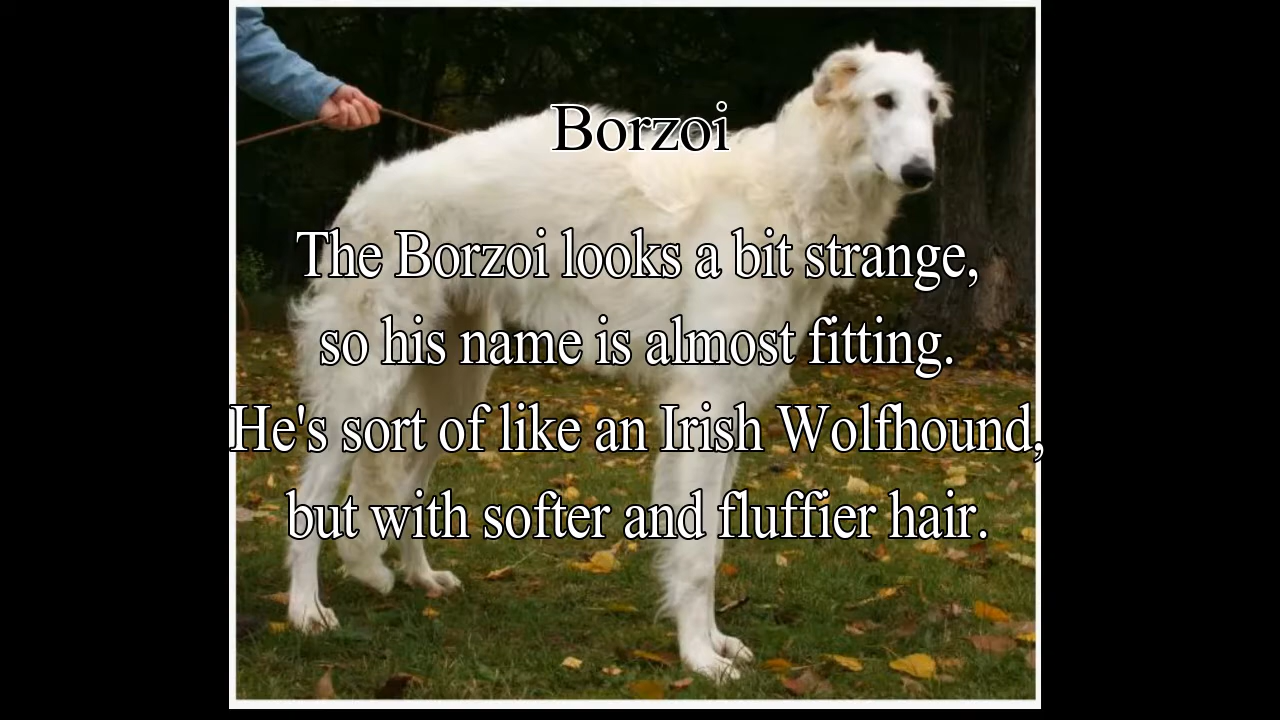 Borzoi
The Borzoi looks a bit strange,
so his name is almost fitting.
He's sort of like an Irish Wolfhound,
but with softer and fluffier hair.